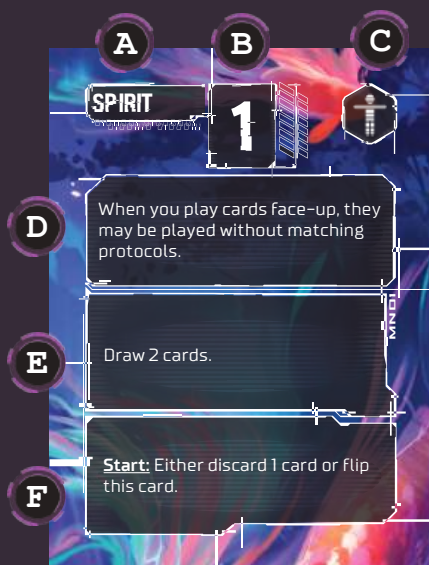 A
B
C
SPIRIT
1
D
When you play cards face-up, they
may be played without matching
protocols.
MN01
E
Draw 2 cards.
F
Start: Either discard 1 card or flip
this card.